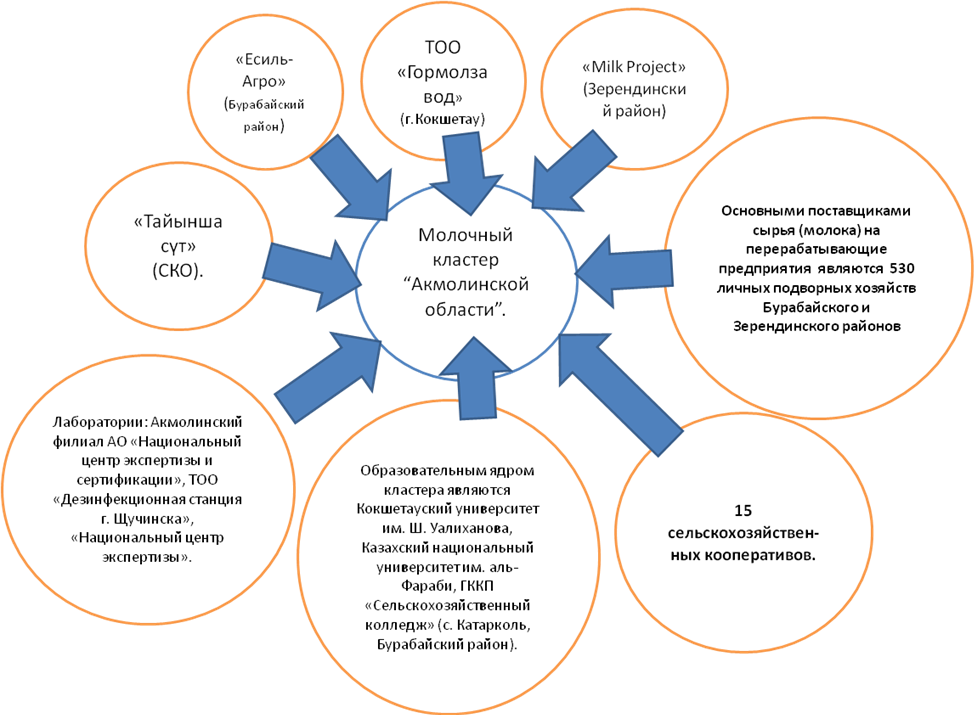 «Есиль-
Агро»
(Бурабайский
район)
ТОО
«Гормолза
вод»
(г. Кокшетау)
«Milk Project»
(Зерендински
й район)
«Тайынша
сүт»
(СКО).
Молочный
кластер
“Акмолинской
области”.
Основными поставщиками
сырья (молока) на
перерабатывающие
предприятия являются 530
личных подворных хозяйств
Бурабайского и
Зерендинского районов
Лаборатории: Акмолинский
филиал АО «Национальный
центр экспертизы и
сертификации», ТОО
«Дезинфекционная станция
г. Щучинска»,
«Национальный центр
экспертизы».
Образовательным ядром
кластера являются
Кокшетауский университет
им. Ш. Уалиханова,
Казахский национальный
университет им. аль-
Фараби, ГККП
«Сельскохозяйственный
колледж» (с. Катарколь,
Бурабайский район).
15
сельскохозяйствен-
ных кооперативов.